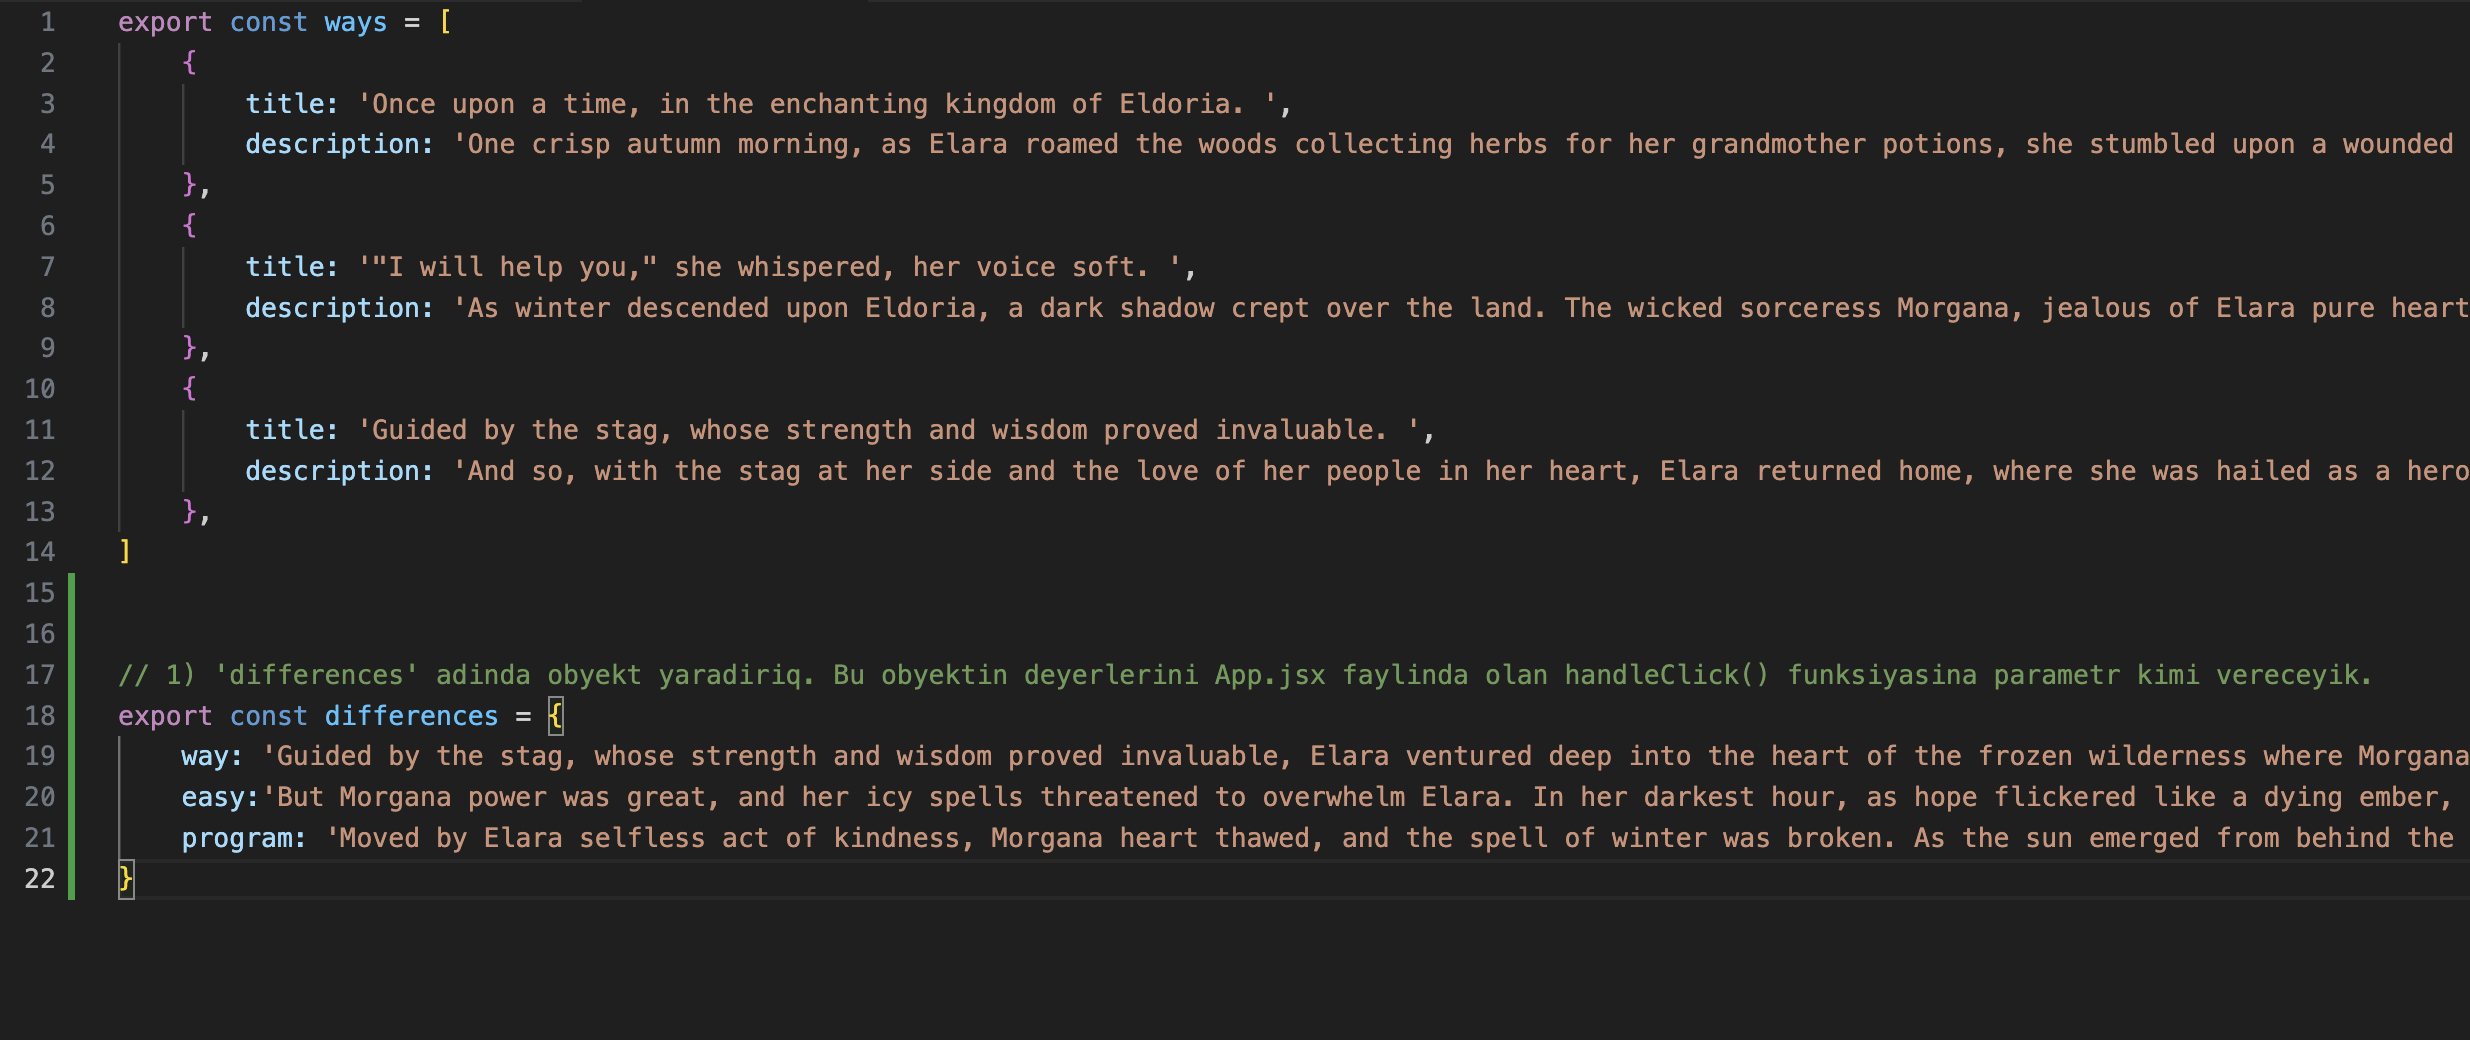 1 export const ways = [
2 {
3 title: 'Once upon a time, in the enchanting kingdom of Eldoria. ',
4 description: 'One crisp autumn morning, as Elara roamed the woods collecting herbs for her grandmother potions, she stumbled upon a wounded
5 },
6 {
7 title: '"I will help you," she whispered, her voice soft. ',
8 description: 'As winter descended upon Eldoria, a dark shadow crept over the land. The wicked sorceress Morgana, jealous of Elara pure heart
9 },
10 {
11 title: 'Guided by the stag, whose strength and wisdom proved invaluable. ',
12 description: 'And so, with the stag at her side and the love of her people in her heart, Elara returned home, where she was hailed as a hero
13 },
14 ]
15
16
17 // 1) 'differences' adinda obyekt yaradiriq. Bu obyektin deyerlerini App.jsx faylinda olan handleClick() funksiyasina parametr kimi vereceyik.
18 export const differences = {
19 way: 'Guided by the stag, whose strength and wisdom proved invaluable, Elara ventured deep into the heart of the frozen wilderness where Morgana
20 easy:'But Morgana power was great, and her icy spells threatened to overwhelm Elara. In her darkest hour, as hope flickered like a dying ember,
21 program: 'Moved by Elara selfless act of kindness, Morgana heart thawed, and the spell of winter was broken. As the sun emerged from behind the
22 }